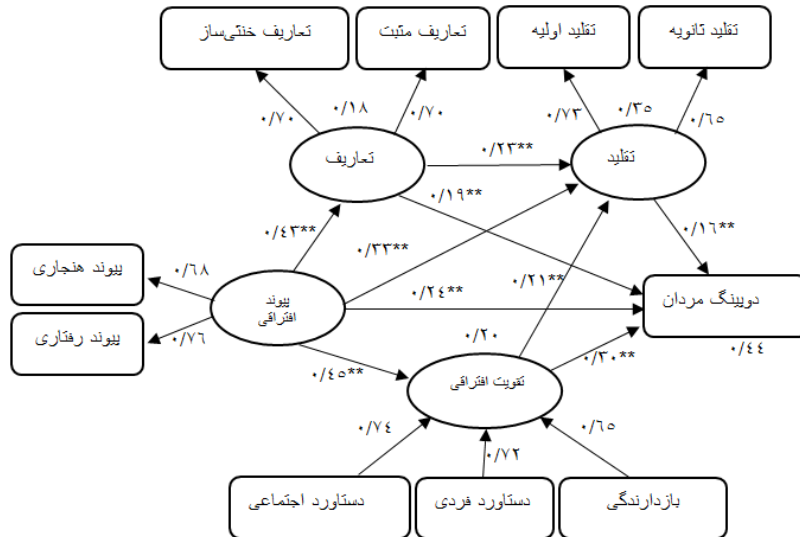 تعاریف خنثی‌ساز
تعاریف مثبت
تقلید اولیه
تقلید ثانویه
۰/۷۰
۰/۱۸
۰/۷۰
۰/۷۳
۰/۳۵
۰/۶۵
تعاریف
۰/۲۳**
تقلید
۰/۱۹**
۰/۴۳**
۰/۳۳**
۰/۱۶**
پیوند هنجاری
۰/۶۸
پیوند
افتراقی
۰/۲۱**
۰/۲۴**
دوپینگ مردان
پیوند رفتاری
۰/۷۶
۰/۲۰
۰/۴۴
۰/۴۵**
تقویت افتراقی
۰/۳۰**
۰/۷۴
۰/۷۲
۰/۶۵
دستاورد اجتماعی
دستاورد فردی
بازدارندگی